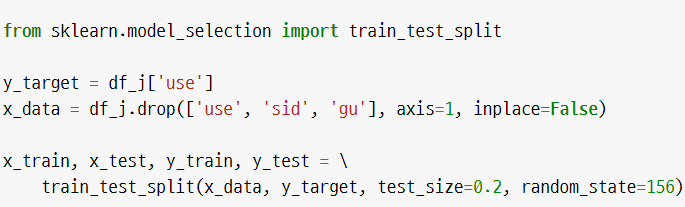 from sklearn.model_selection import train_test_split
y_target = df_j['use']
x_data = df_j.drop(['use', 'sid', 'gu'], axis=1, inplace=False)
x_train, x_test, y_train, y_test = \
    train_test_split(x_data, y_target, test_size=0.2, random_state=156)